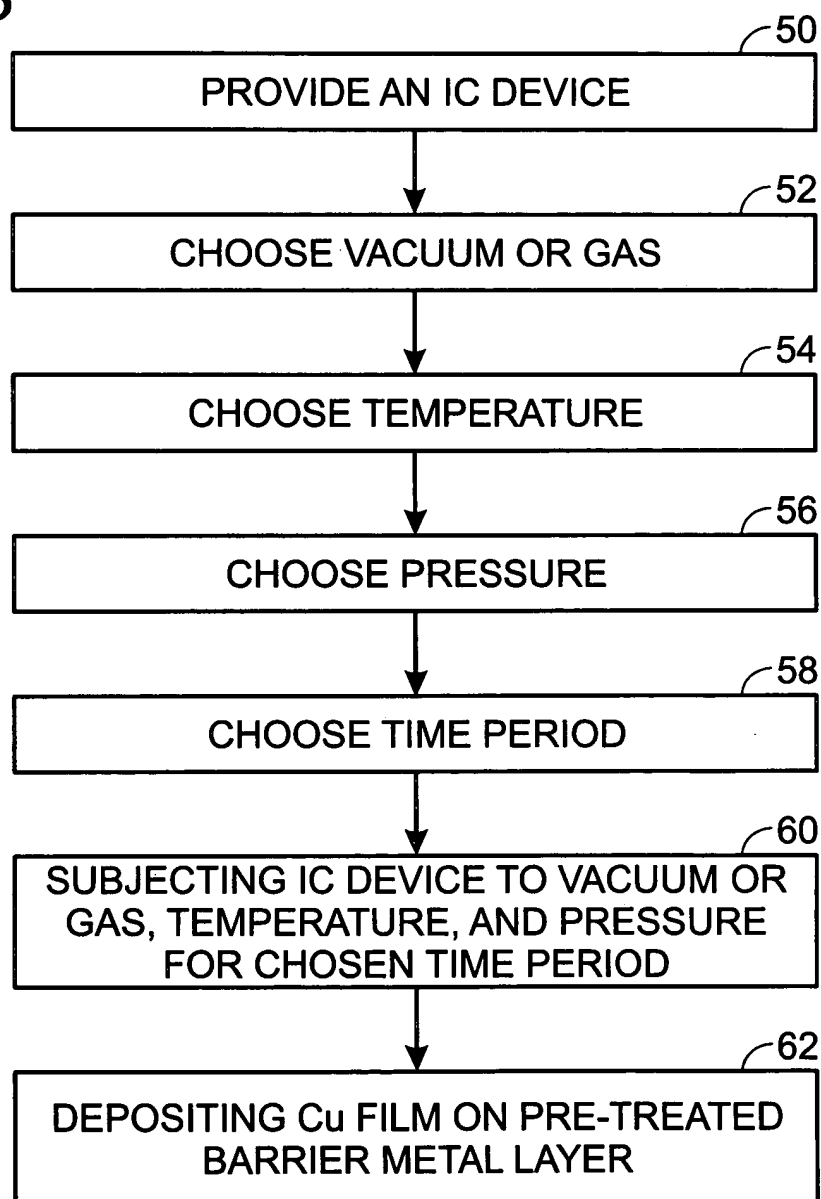 50
PROVIDE AN IC DEVICE
52
CHOOSE VACUUM OR GAS
54
CHOOSE TEMPERATURE
56
CHOOSE PRESSURE
58
CHOOSE TIME PERIOD
60
SUBJECTING IC DEVICE TO VACUUM OR
GAS, TEMPERATURE, AND PRESSURE
FOR CHOSEN TIME PERIOD
62
DEPOSITING Cu FILM ON PRE-TREATED
BARRIER METAL LAYER